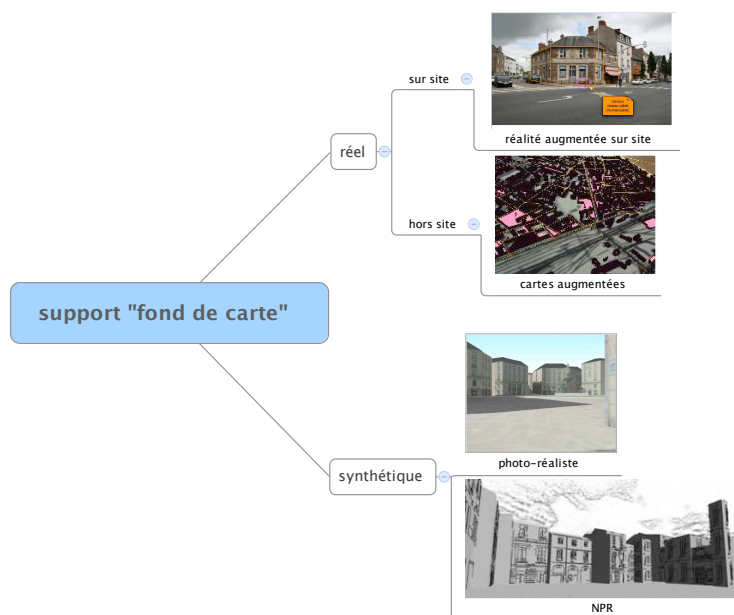 support "fond de carte"
réel
sur site
réalité augmentée sur site
hors site
cartes augmentées
synthétique
photo-réaliste
NPR